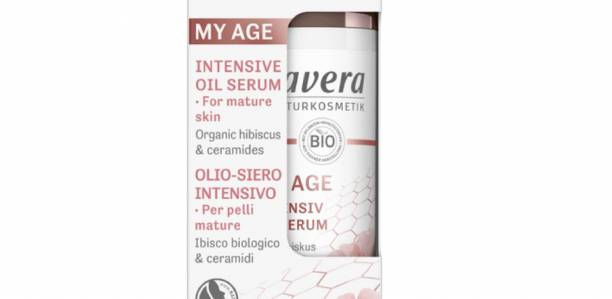 MY AGE
INTENSIVE
OIL SERUM
• For mature
skin
Organic hibiscus
& ceramides
OLIO-SIERO
INTENSIVO
• Per pelli
mature
Ibisco biologico
& ceramidi
avera
TURKOSMETIK
BIO
AGE
NSIV
ERUM
iskus